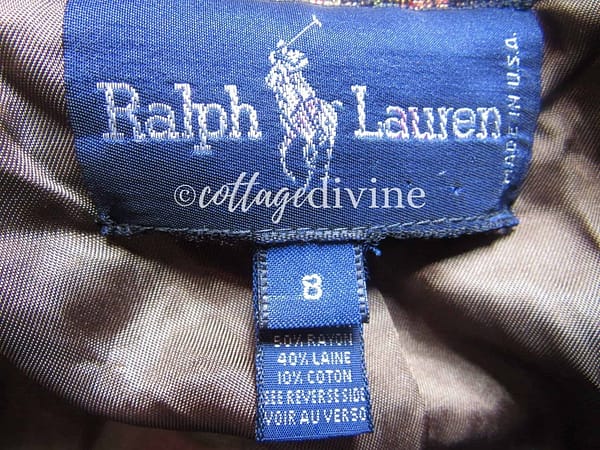 Ralph Lauren
MADE IN U.S.A.
©cottagedivine
8
50% RAYON
40% LAINE
10% COTON
SEE REVERSE SIDE
VOIR AU VERSO